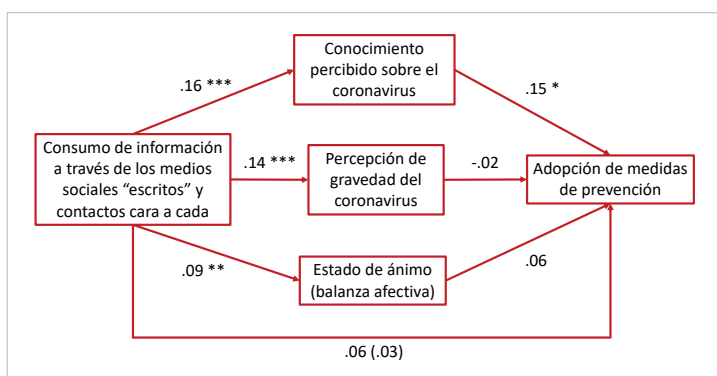 Conocimiento
percibido sobre el
coronavirus
.16 ***
.15 *
Consumo de información
a través de los medios
sociales “escritos” y
contactos cara a cada
.14 ***
Percepción de
gravedad del
coronavirus
-.02
Adopción de medidas
de prevención
.09 **
Estado de ánimo
(balanza afectiva)
.06
.06 (.03)